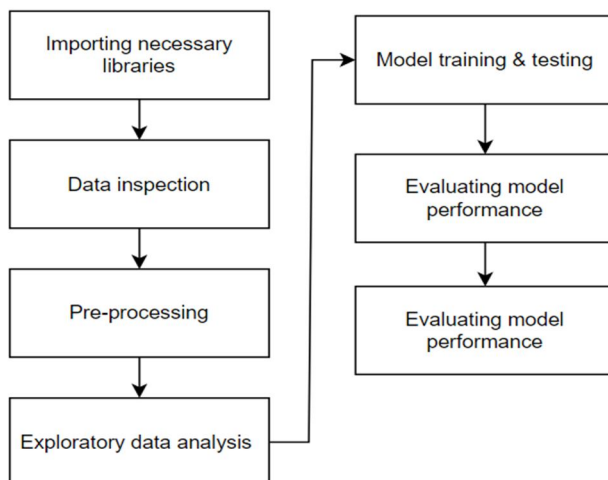 Importing necessary
libraries
Data inspection
Pre-processing
Exploratory data analysis
Model training & testing
Evaluating model
performance
Evaluating model
performance